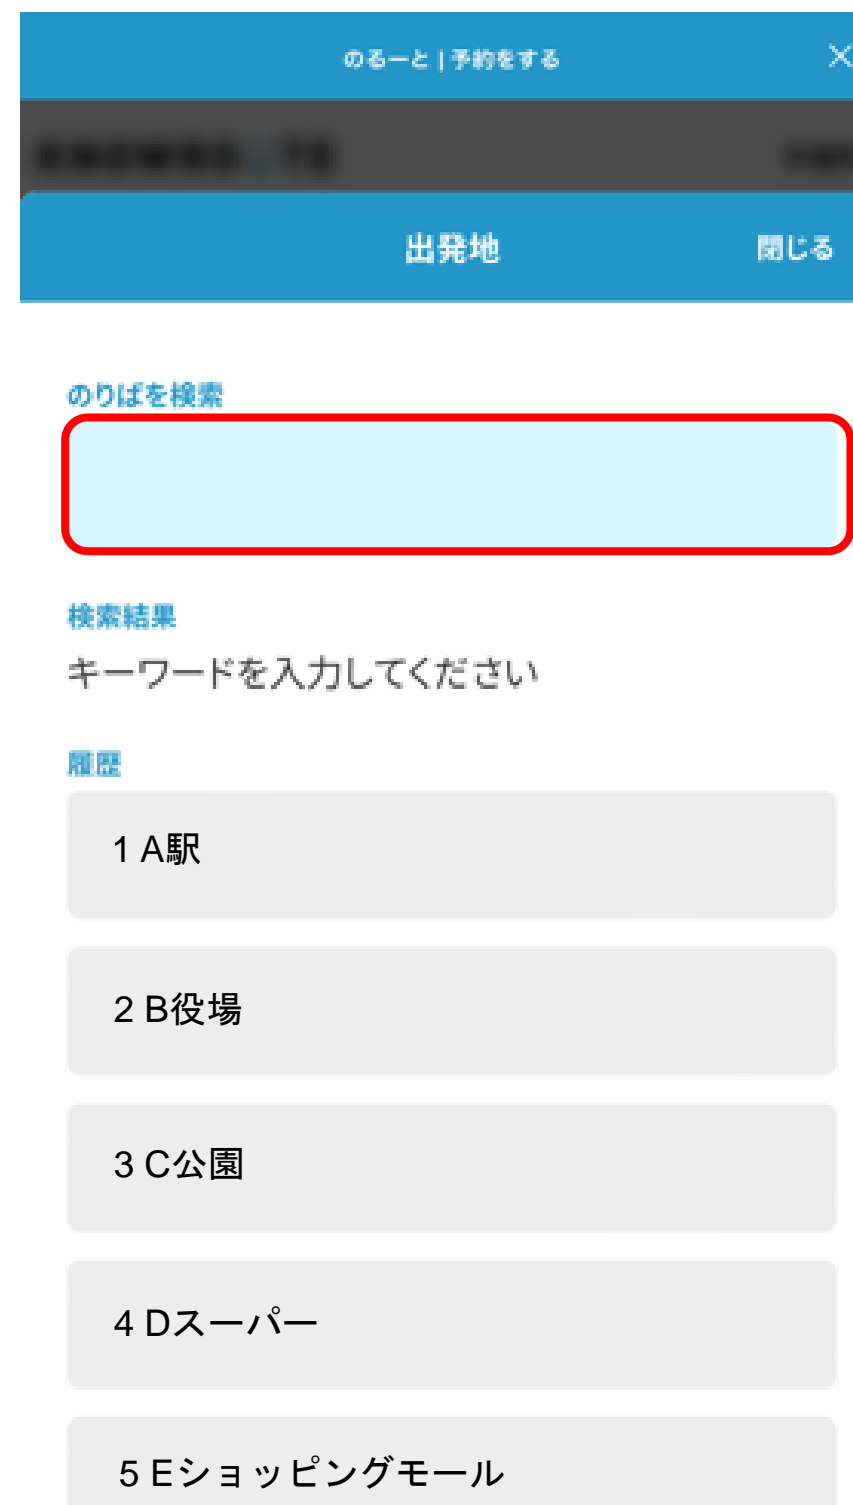 のるーと | 予約をする
出発地
閉じる
のりばを検索
検索結果
キーワードを入力してください
履歴
1 A駅
2 B役場
3 C公園
4 Dスーパー
5 Eショッピングモール